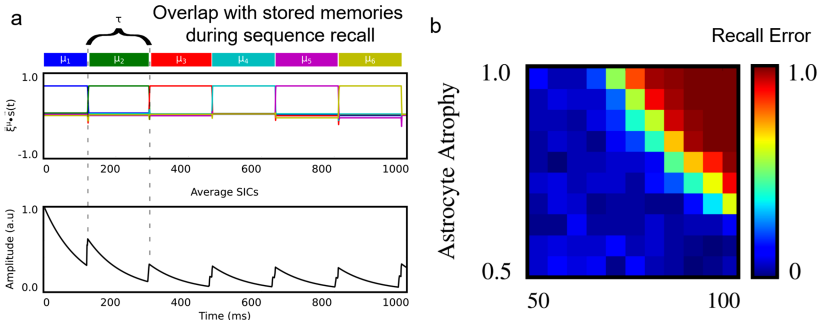 a
τ
Overlap with stored memories
during sequence recall
μ1 μ2 μ3 μ4 μ5 μ6
1.0
ξ^μ•s(t)
-1.0
0 200 400 600 800 1000
Average SICs
1.0
Amplitude (a.u)
0.0
0 200 400 600 800 1000
Time (ms)
b
Recall Error
1.0
Astrocyte Atrophy
0.5
50 100
1.0
0